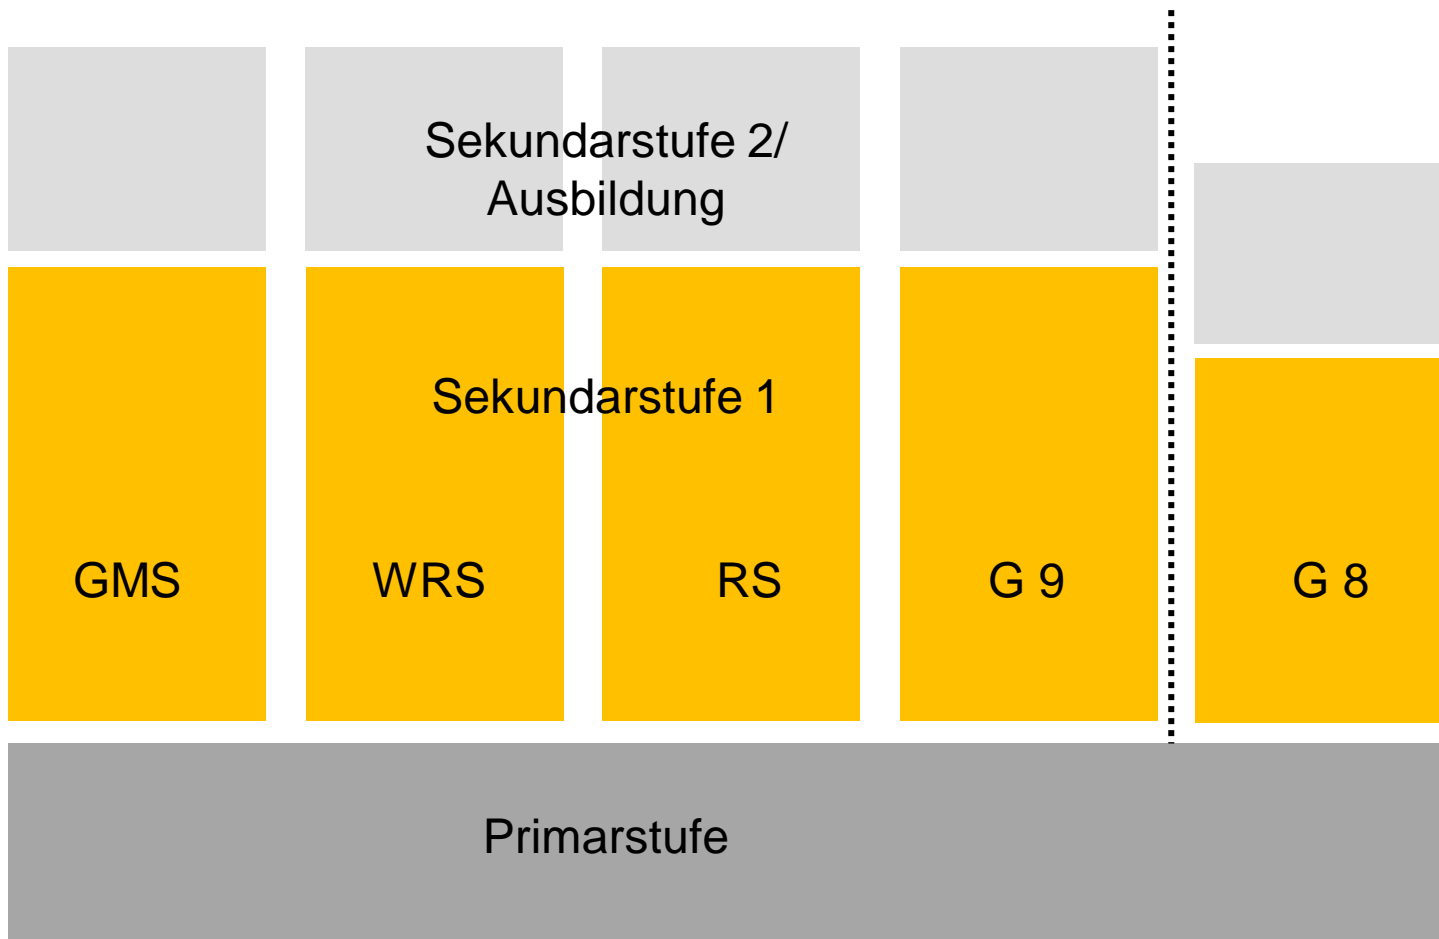 Sekundarstufe 2/
Ausbildung
Sekundarstufe 1
GMS
WRS
RS
G 9
G 8
Primarstufe